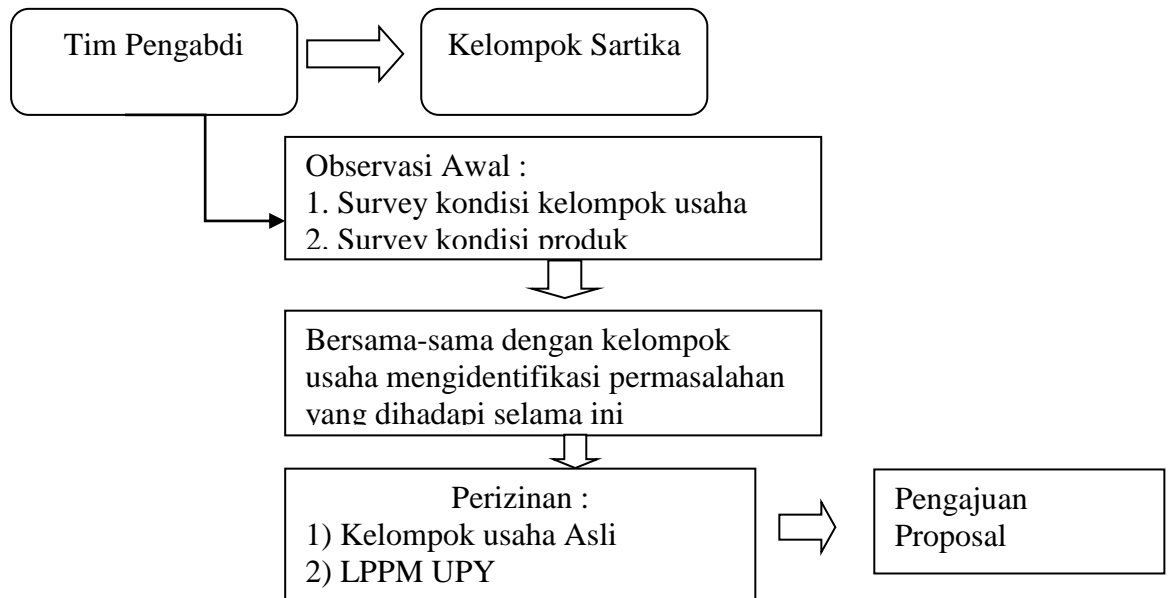 Tim Pengabdi
Kelompok Sartika
Observasi Awal :
1. Survey kondisi kelompok usaha
2. Survey kondisi produk
Bersama-sama dengan kelompok
usaha mengidentifikasi permasalahan
yang dihadapi selama ini
Perizinan :
1) Kelompok usaha Asli
2) LPPM UPY
Pengajuan
Proposal